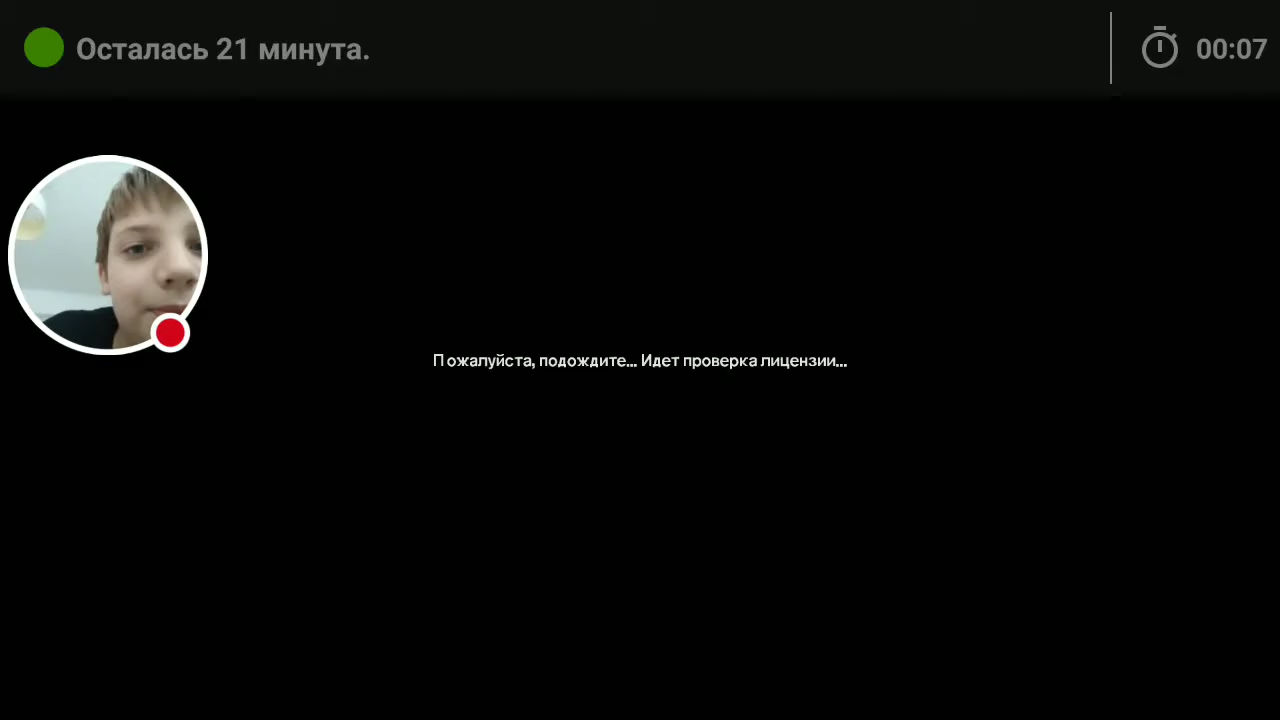 Осталась 21 минута.
00:07
Пожалуйста, подождите... Идет проверка лицензии...